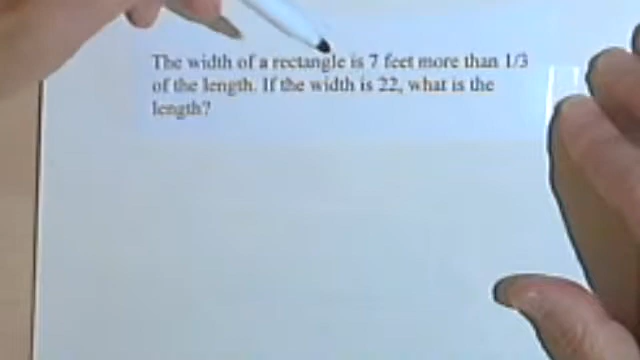 The width of a rectangle is 7 feet more than 1/3
of the length. If the width is 22, what is the
length?